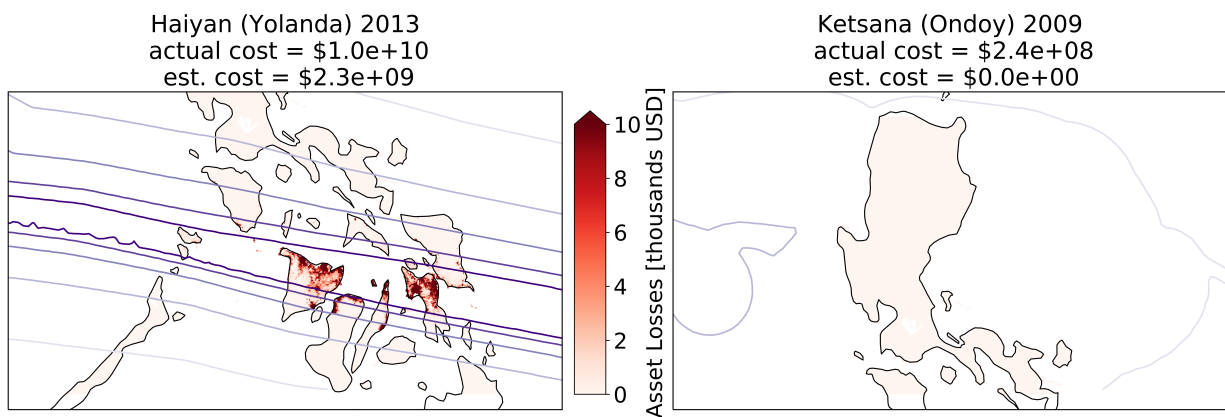 Haiyan (Yolanda) 2013
actual cost = $1.0e+10
est. cost = $2.3e+09
Ketsana (Ondoy) 2009
actual cost = $2.4e+08
est. cost = $0.0e+00
10
8
6
4
2
0
Asset Losses [thousands USD]